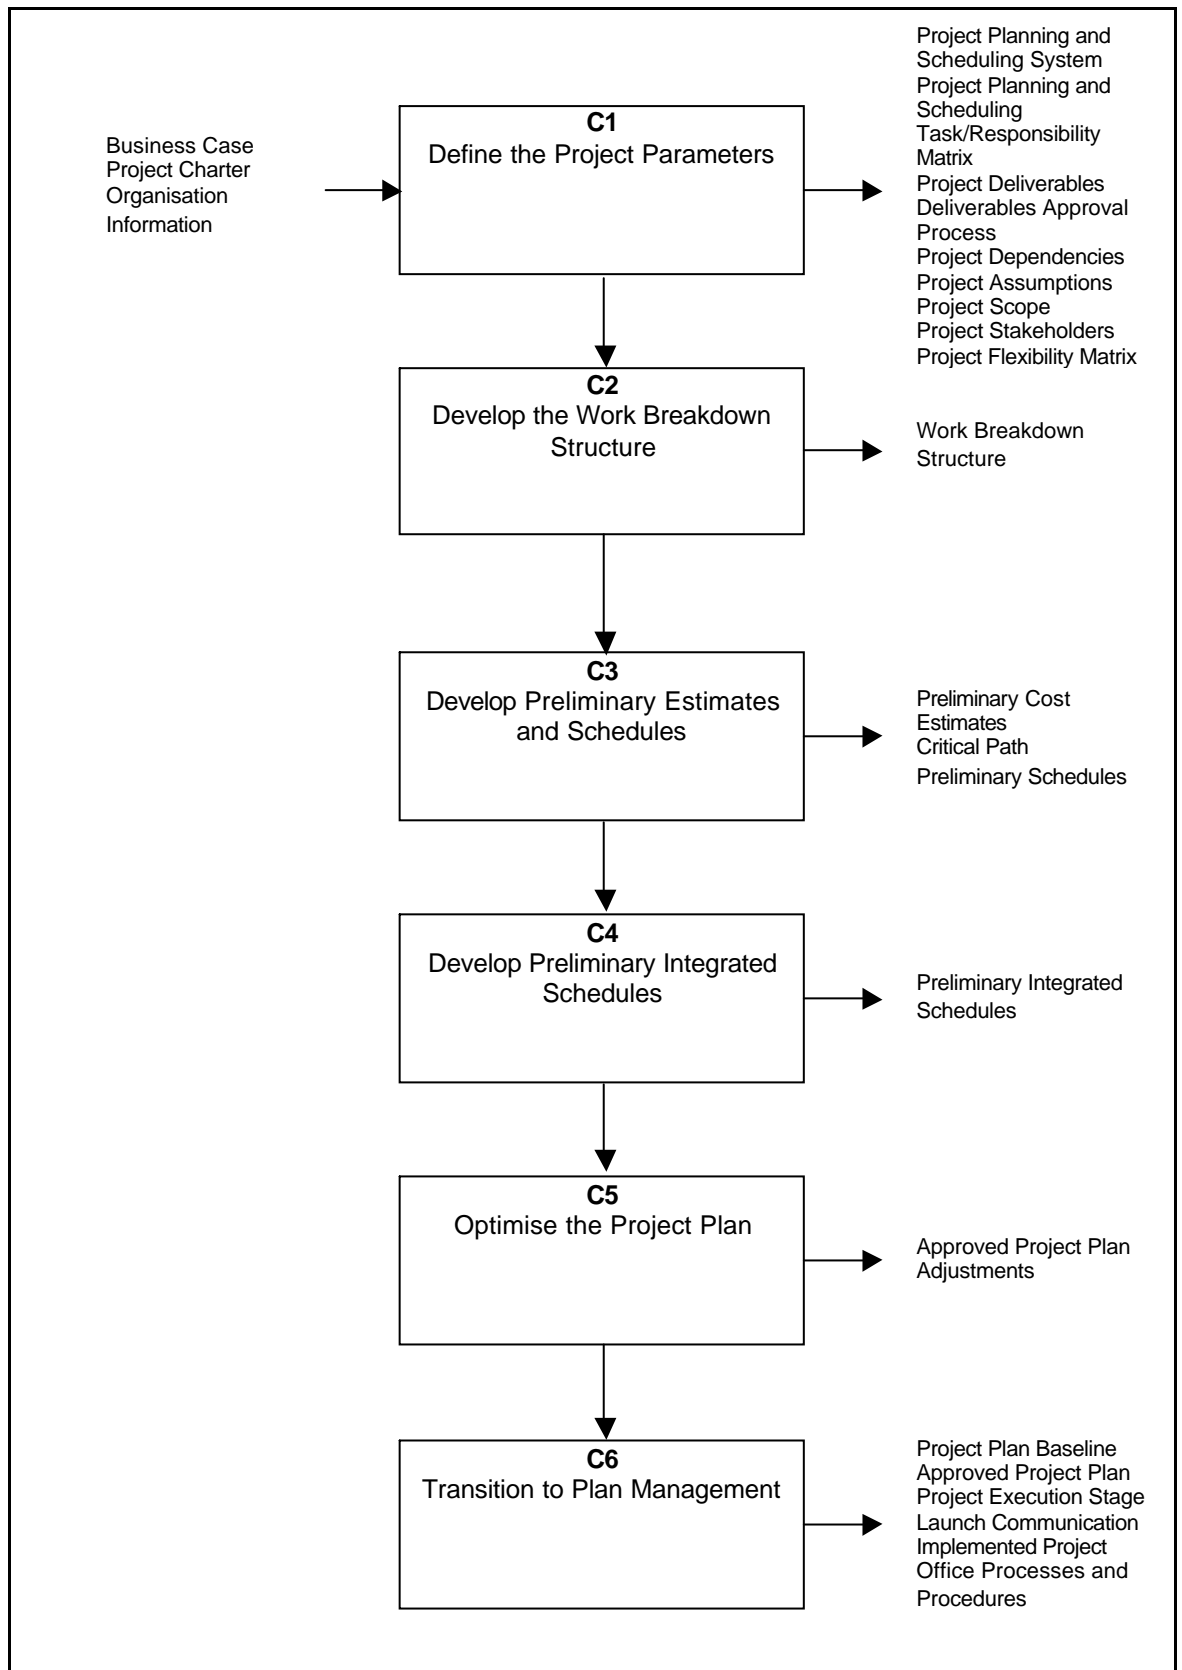 Business Case
Project Charter
Organisation
Information
C1
Define the Project Parameters
Project Planning and
Scheduling System
Project Planning and
Scheduling
Task/Responsibility
Matrix
Project Deliverables
Deliverables Approval
Process
Project Dependencies
Project Assumptions
Project Scope
Project Stakeholders
Project Flexibility Matrix
C2
Develop the Work Breakdown
Structure
Work Breakdown
Structure
C3
Develop Preliminary Estimates
and Schedules
Preliminary Cost
Estimates
Critical Path
Preliminary Schedules
C4
Develop Preliminary Integrated
Schedules
Preliminary Integrated
Schedules
C5
Optimise the Project Plan
Approved Project Plan
Adjustments
C6
Transition to Plan Management
Project Plan Baseline
Approved Project Plan
Project Execution Stage
Launch Communication
Implemented Project
Office Processes and
Procedures